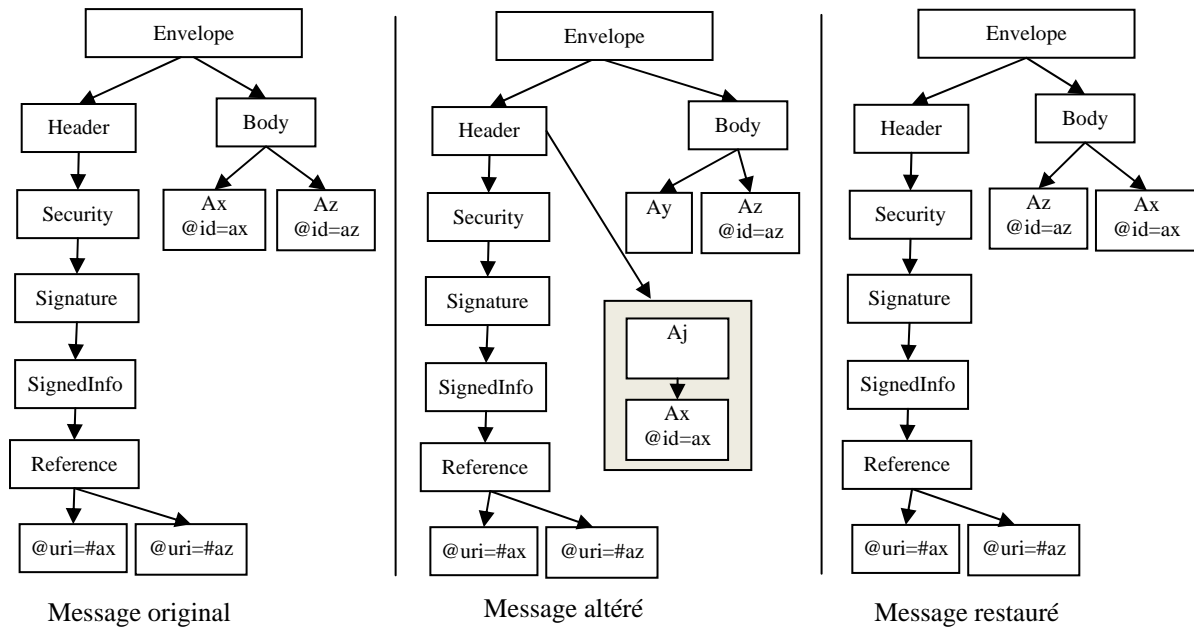 Envelope
Header
Body
Ax
@id=ax
Az
@id=az
Security
Signature
SignedInfo
Reference
@uri=#ax
@uri=#az
Message original
Envelope
Header
Body
Ay
Az
@id=az
Security
Signature
Aj
SignedInfo
Ax
@id=ax
Reference
@uri=#ax
@uri=#az
Message altéré
Envelope
Header
Body
Az
@id=az
Ax
@id=ax
Security
Signature
SignedInfo
Reference
@uri=#ax
@uri=#az
Message restauré